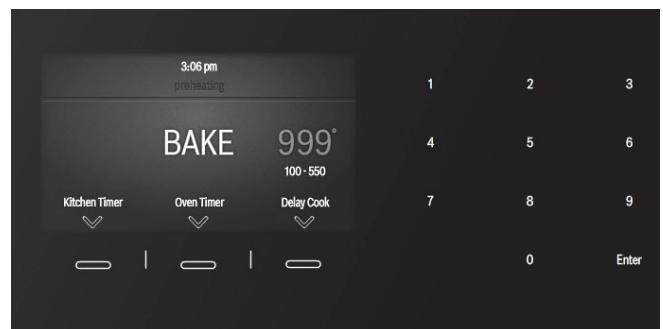 3:06 pm
preheating
BAKE 999°
100 - 550
Kitchen Timer Oven Timer Delay Cook
1 2 3
4 5 6
7 8 9
0 Enter